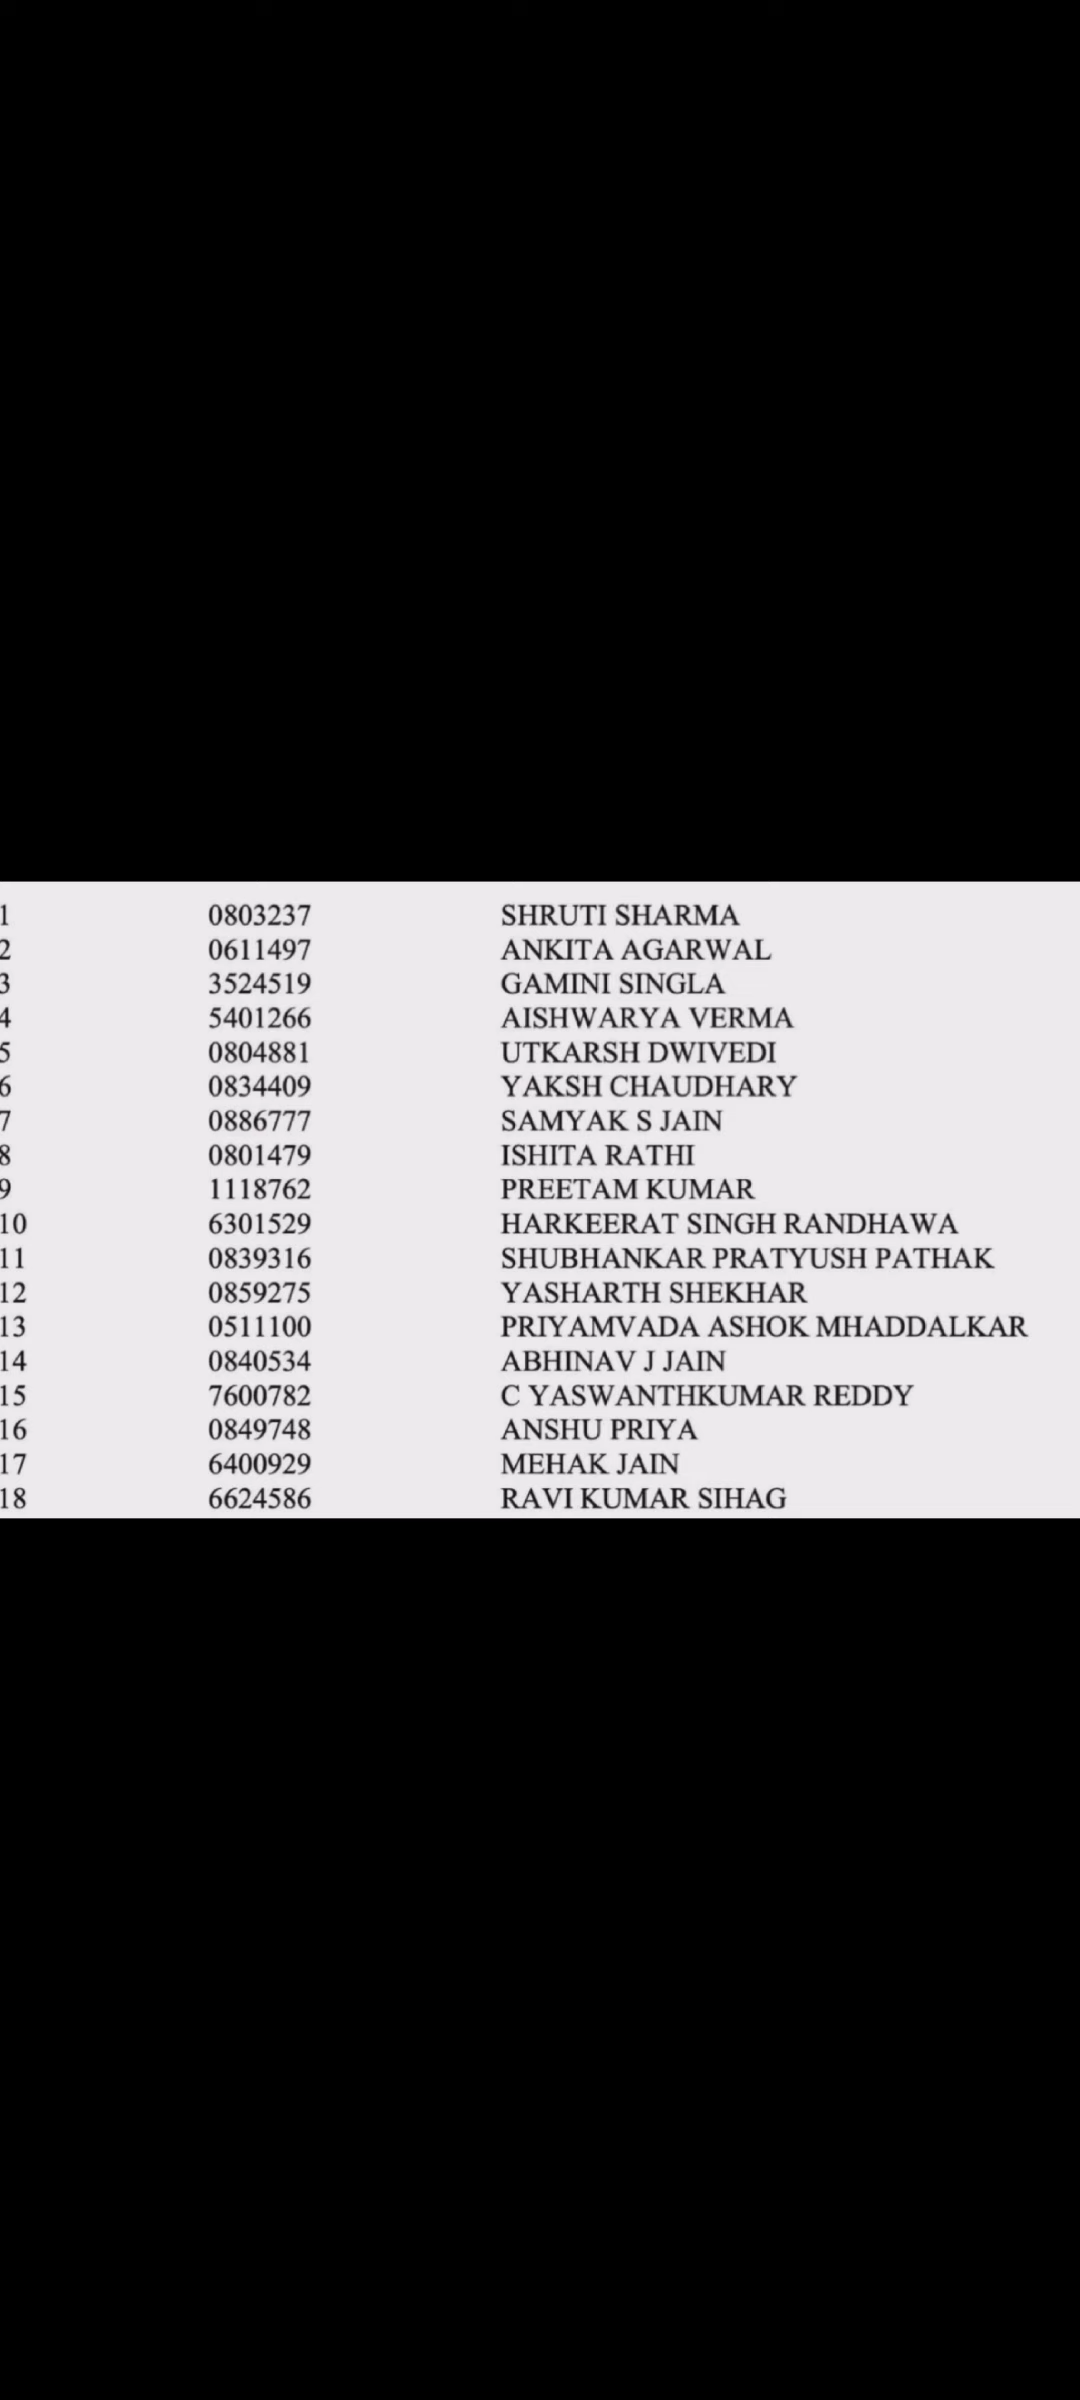 1 0803237 SHRUTI SHARMA
2 0611497 ANKITA AGARWAL
3 3524519 GAMINI SINGLA
4 5401266 AISHWARYA VERMA
5 0804881 UTKARSH DWIVEDI
6 0834409 YAKSH CHAUDHARY
7 0886777 SAMYAK S JAIN
8 0801479 ISHITA RATHI
9 1118762 PREETAM KUMAR
10 6301529 HARKEERAT SINGH RANDHAWA
11 0839316 SHUBHANKAR PRATYUSH PATHAK
12 0859275 YASHARTH SHEKHAR
13 0511100 PRIYAMVADA ASHOK MHADDALKAR
14 0840534 ABHINAV J JAIN
15 7600782 C YASWANTHKUMAR REDDY
16 0849748 ANSHU PRIYA
17 6400929 MEHAK JAIN
18 6624586 RAVI KUMAR SIHAG